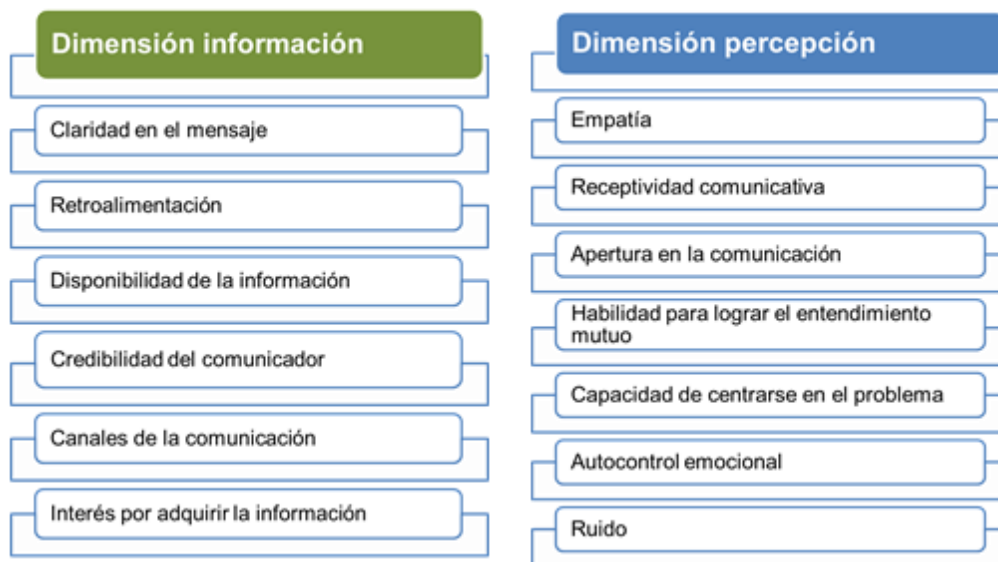 Dimensión información
Claridad en el mensaje
Retroalimentación
Disponibilidad de la información
Credibilidad del comunicador
Canales de la comunicación
Interés por adquirir la información
Dimensión percepción
Empatía
Receptividad comunicativa
Apertura en la comunicación
Habilidad para lograr el entendimiento
mutuo
Capacidad de centrarse en el problema
Autocontrol emocional
Ruido